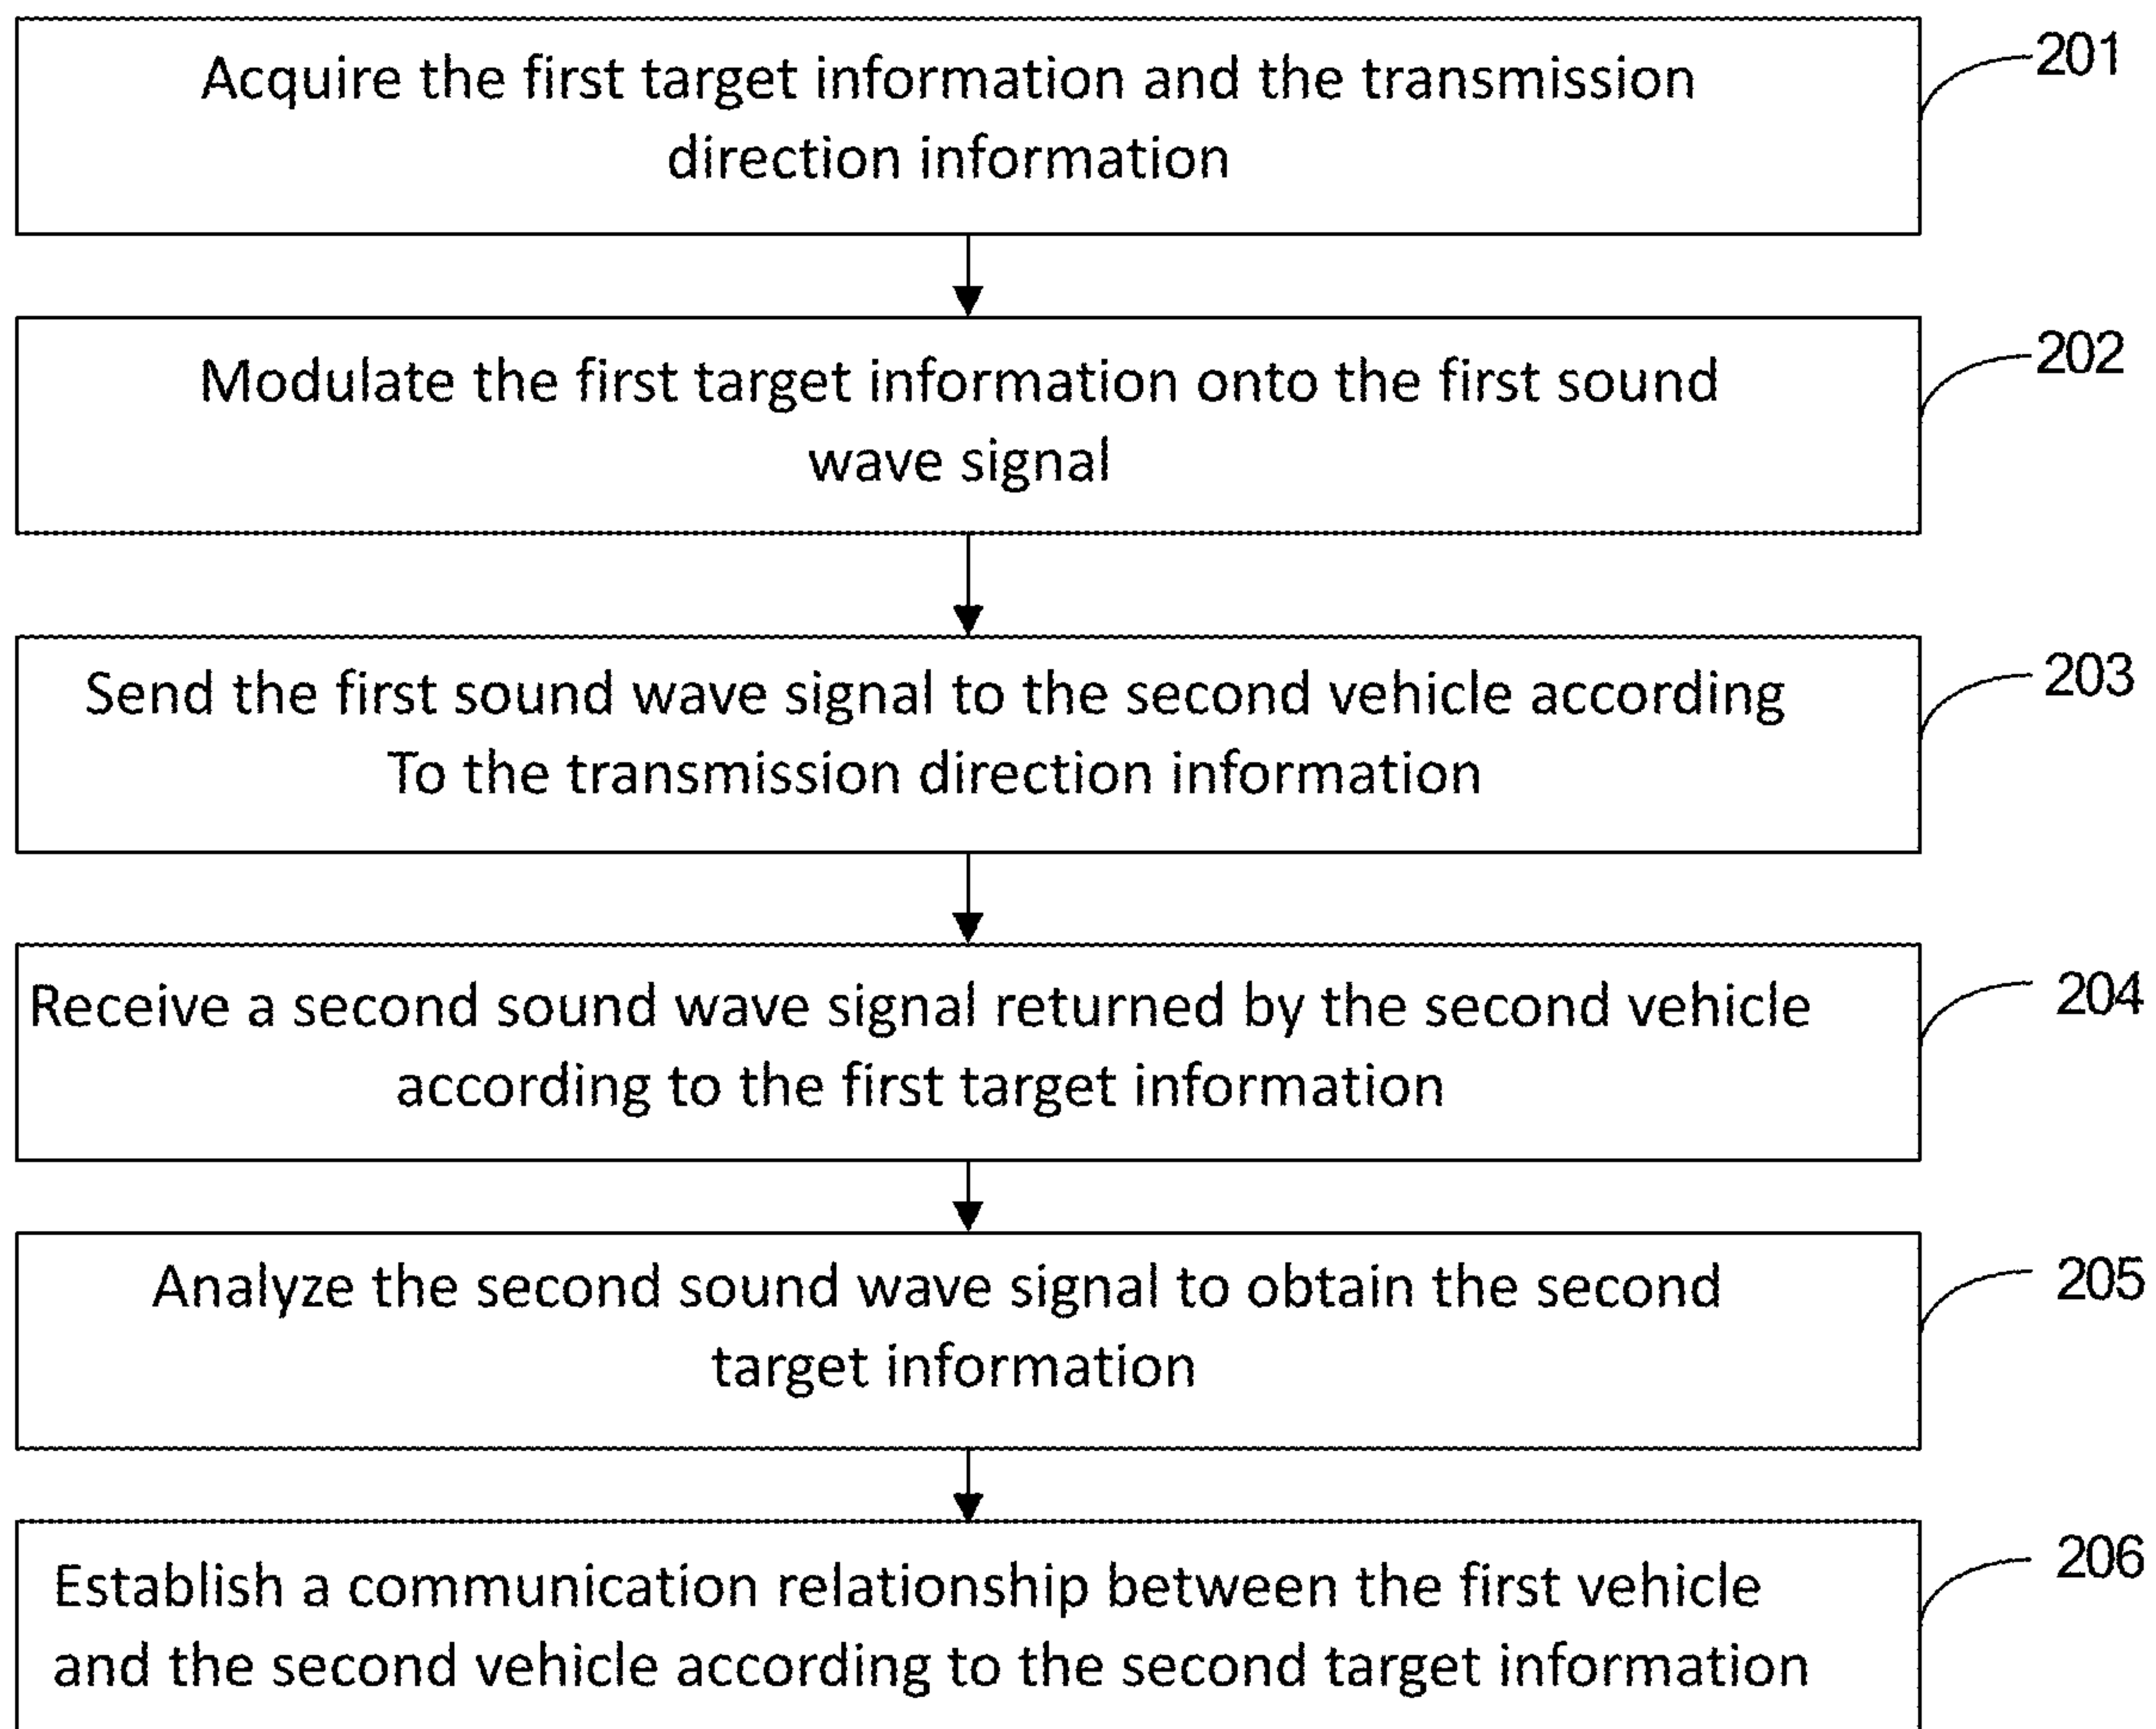 Acquire the first target information and the transmission
direction information
201
Modulate the first target information onto the first sound
wave signal
202
Send the first sound wave signal to the second vehicle according
To the transmission direction information
203
Receive a second sound wave signal returned by the second vehicle
according to the first target information
204
Analyze the second sound wave signal to obtain the second
target information
205
Establish a communication relationship between the first vehicle
and the second vehicle according to the second target information
206